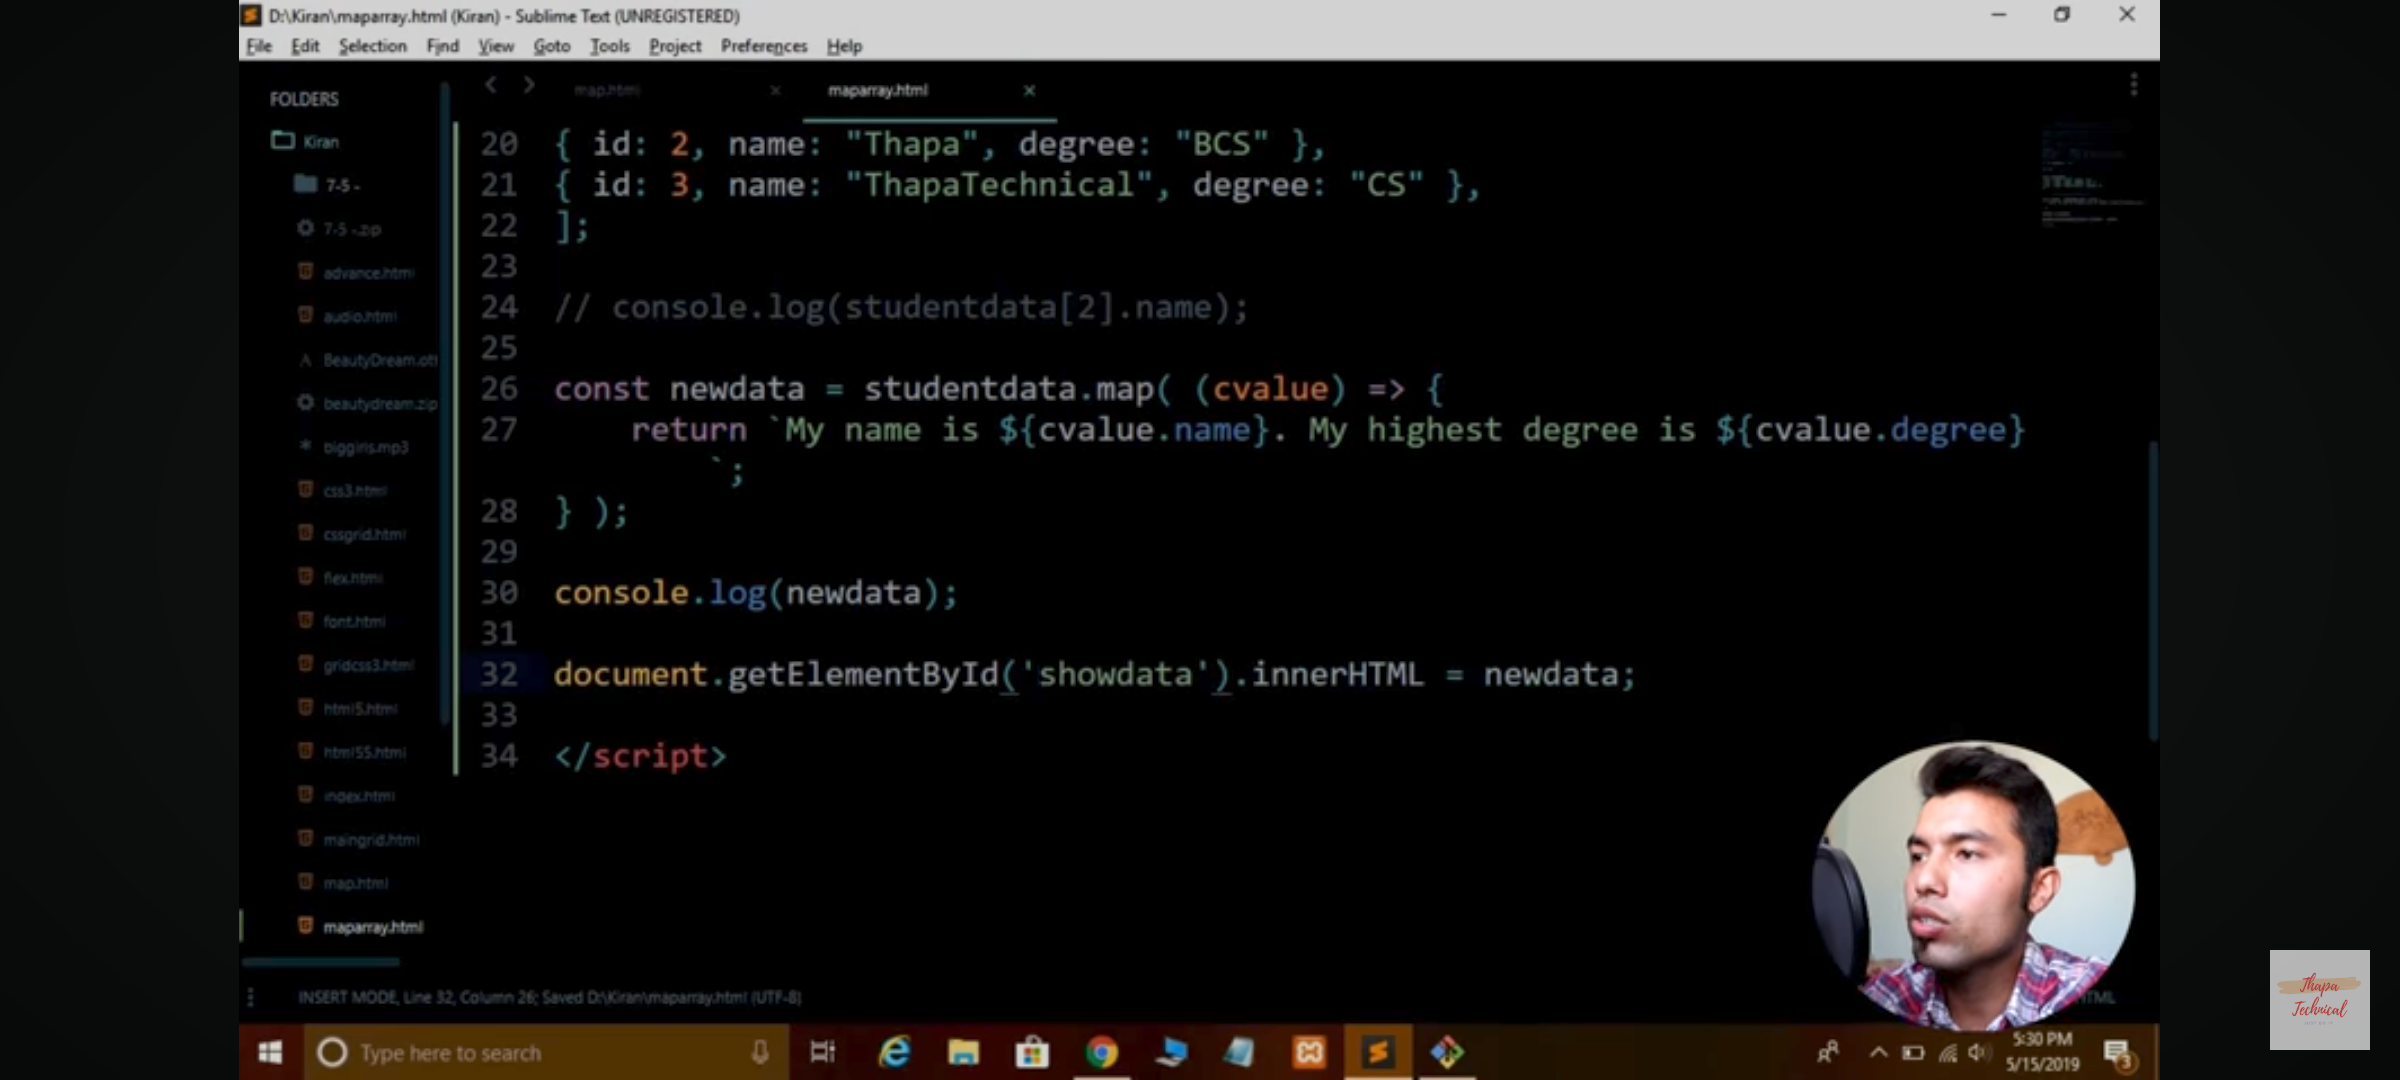 D:\Kiran\maparray.html (Kiran) - Sublime Text (UNREGISTERED)
File Edit Selection Find View Goto Tools Project Preferences Help
FOLDERS
Kiran
7-5 -
7-5 -.zip
advance.html
audio.html
BeautyDream.otf
beautydream.zip
biggiris.mp3
css3.html
cssgrid.html
flex.html
font.html
gridcss3.html
html5.html
html55.html
index.html
maingrid.html
map.html
maparray.html
map.html × maparray.html ×
20 { id: 2, name: "Thapa", degree: "BCS" },
21 { id: 3, name: "ThapaTechnical", degree: "CS" },
22 ];
23
24 // console.log(studentdata[2].name);
25
26 const newdata = studentdata.map( (cvalue) => {
27 return `My name is ${cvalue.name}. My highest degree is ${cvalue.degree}
`;
28 } );
29
30 console.log(newdata);
31
32 document.getElementById('showdata').innerHTML = newdata;
33
34 </script>
INSERT MODE, Line 32, Column 26; Saved D:\Kiran\maparray.html (UTF-8)
HTML
Type here to search
5:30 PM
5/15/2019
3
Thapa
Technical